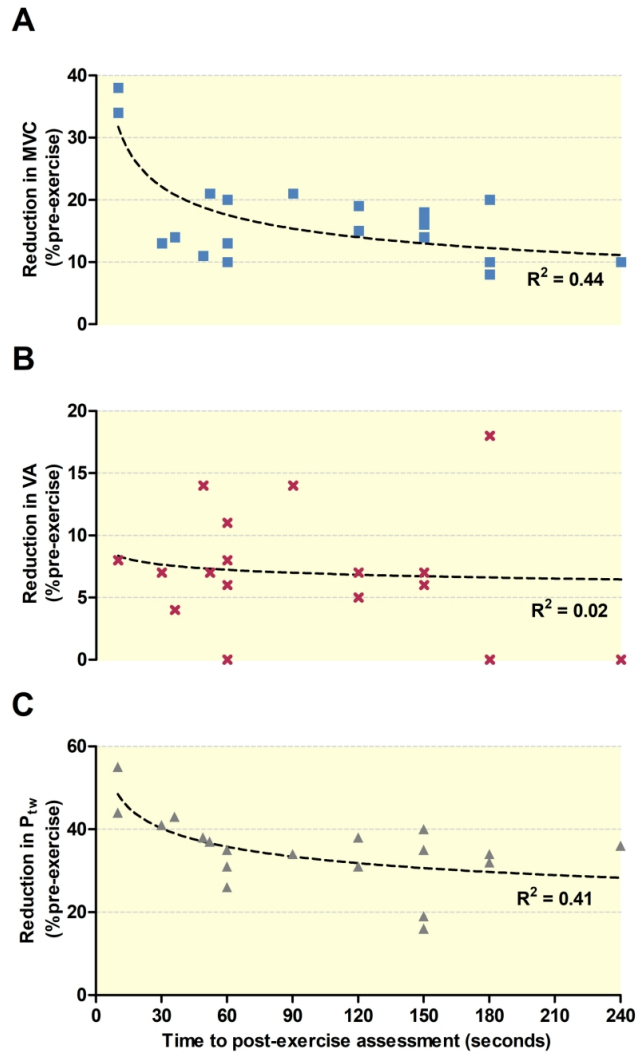 A
Reduction in MVC
(%pre-exercise)
40
30
20
10
0
R² = 0.44
B
Reduction in VA
(%pre-exercise)
20
15
10
5
0
R² = 0.02
C
Reduction in Ptw
(%pre-exercise)
60
40
20
0
R² = 0.41
0 30 60 90 120 150 180 210 240
Time to post-exercise assessment (seconds)